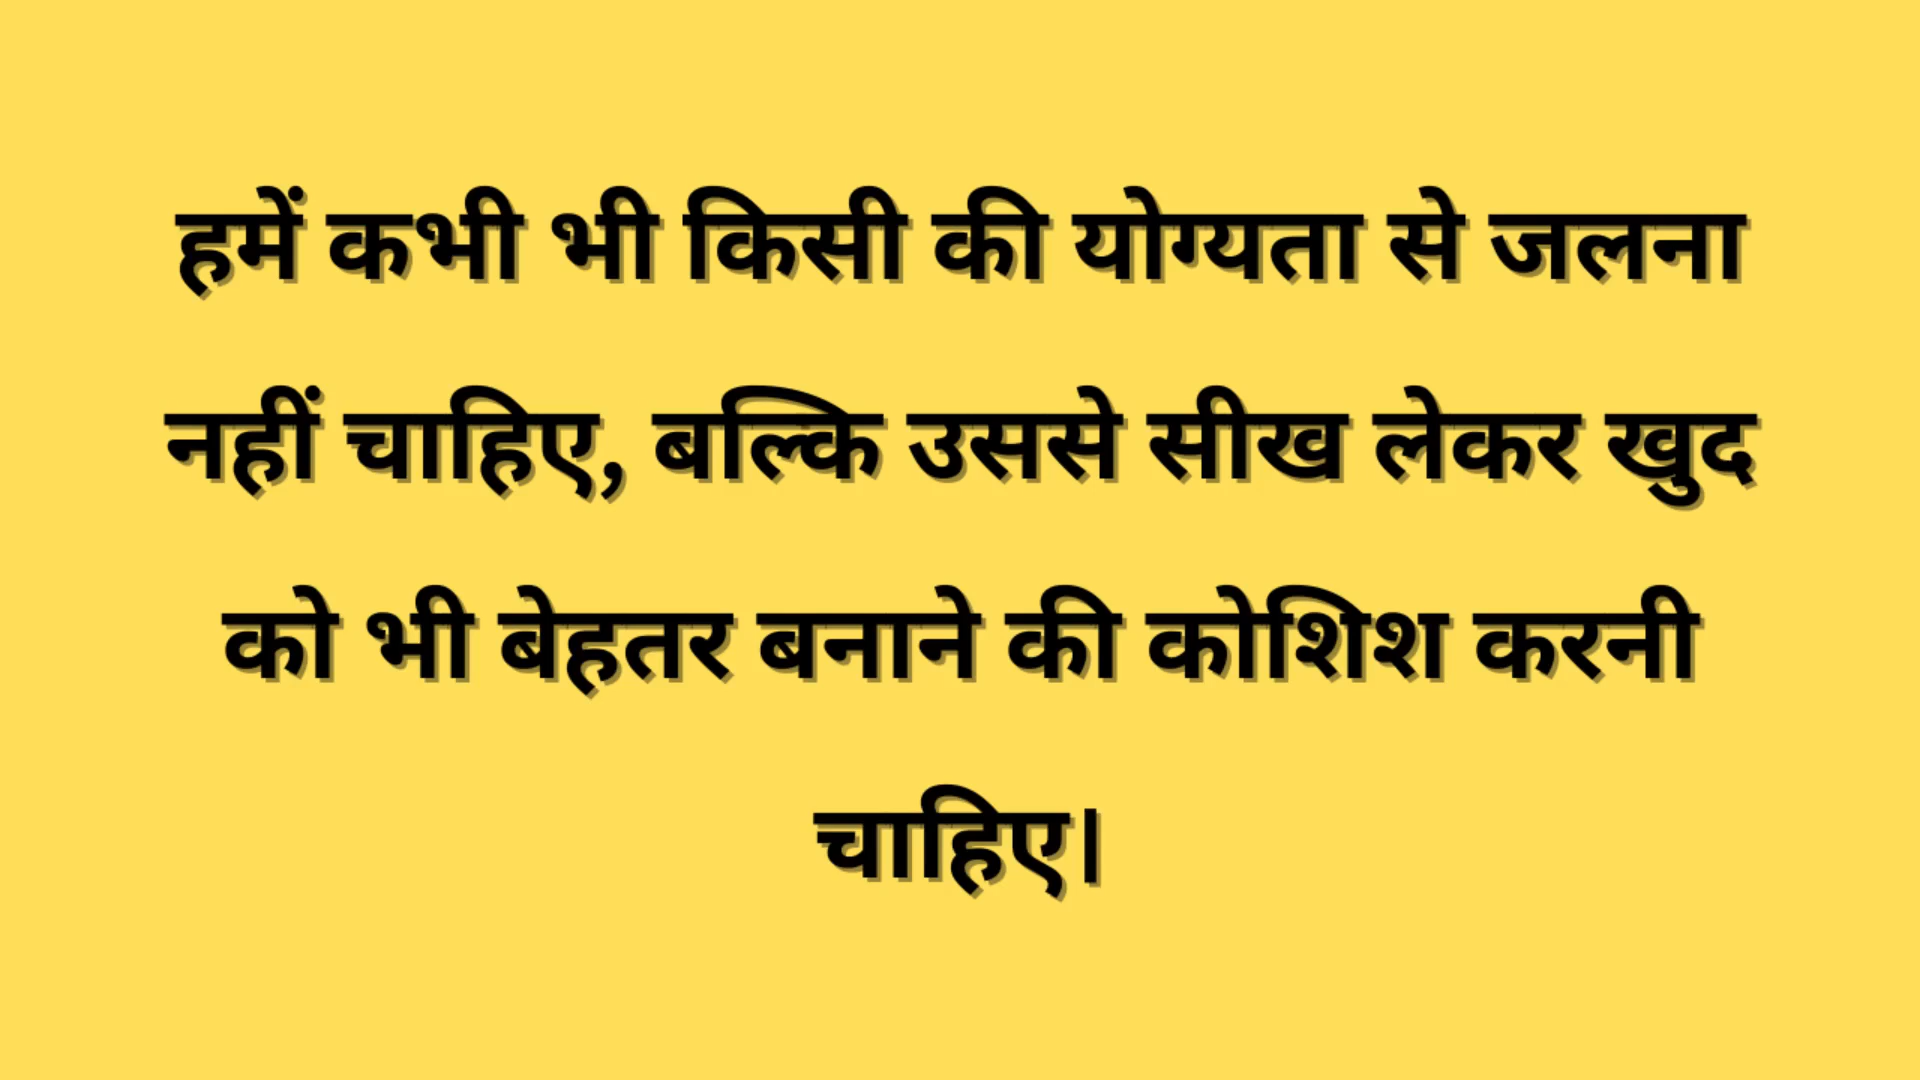 हमें कभी भी किसी की योग्यता से जलना
नहीं चाहिए, बल्कि उससे सीख लेकर खुद
को भी बेहतर बनाने की कोशिश करनी
चाहिए।